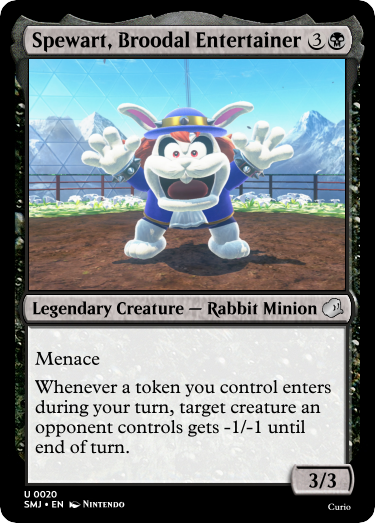 Spewart, Broodal Entertainer 3
Legendary Creature — Rabbit Minion
Menace
Whenever a token you control enters
during your turn, target creature an
opponent controls gets -1/-1 until
end of turn.
3/3
U 0020
SMJ • EN Nintendo
Curio